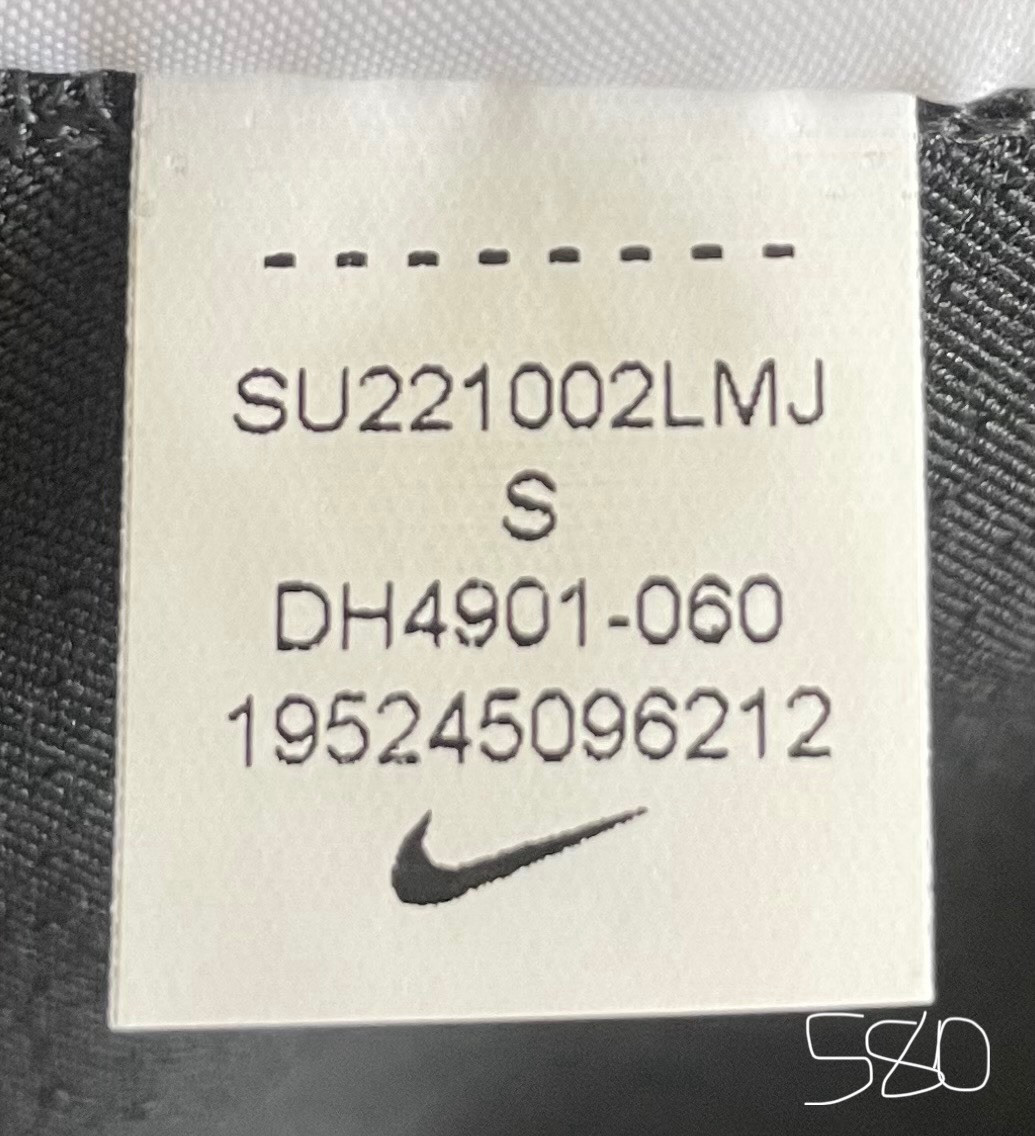 --------
SU221002LMJ
S
DH4901-060
195245096212
580